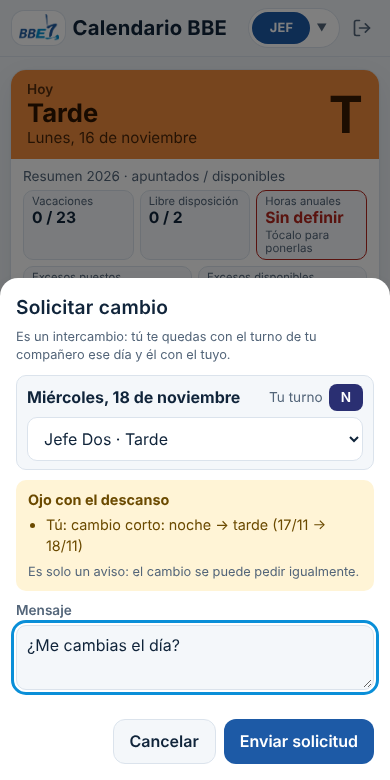 BBE
Calendario BBE
JEF ▼
Hoy
Tarde
T
Lunes, 16 de noviembre
Resumen 2026 · apuntados / disponibles
Vacaciones
0 / 23
Libre disposición
0 / 2
Horas anuales
Sin definir
Tócalo para
ponerlas
Excesos puestos
Excesos disponibles
Solicitar cambio
Es un intercambio: tú te quedas con el turno de tu
compañero ese día y él con el tuyo.
Miércoles, 18 de noviembre
Tu turno N
Jefe Dos · Tarde
Ojo con el descanso
• Tú: cambio corto: noche → tarde (17/11 →
18/11)
Es solo un aviso: el cambio se puede pedir igualmente.
Mensaje
¿Me cambias el día?
Cancelar
Enviar solicitud